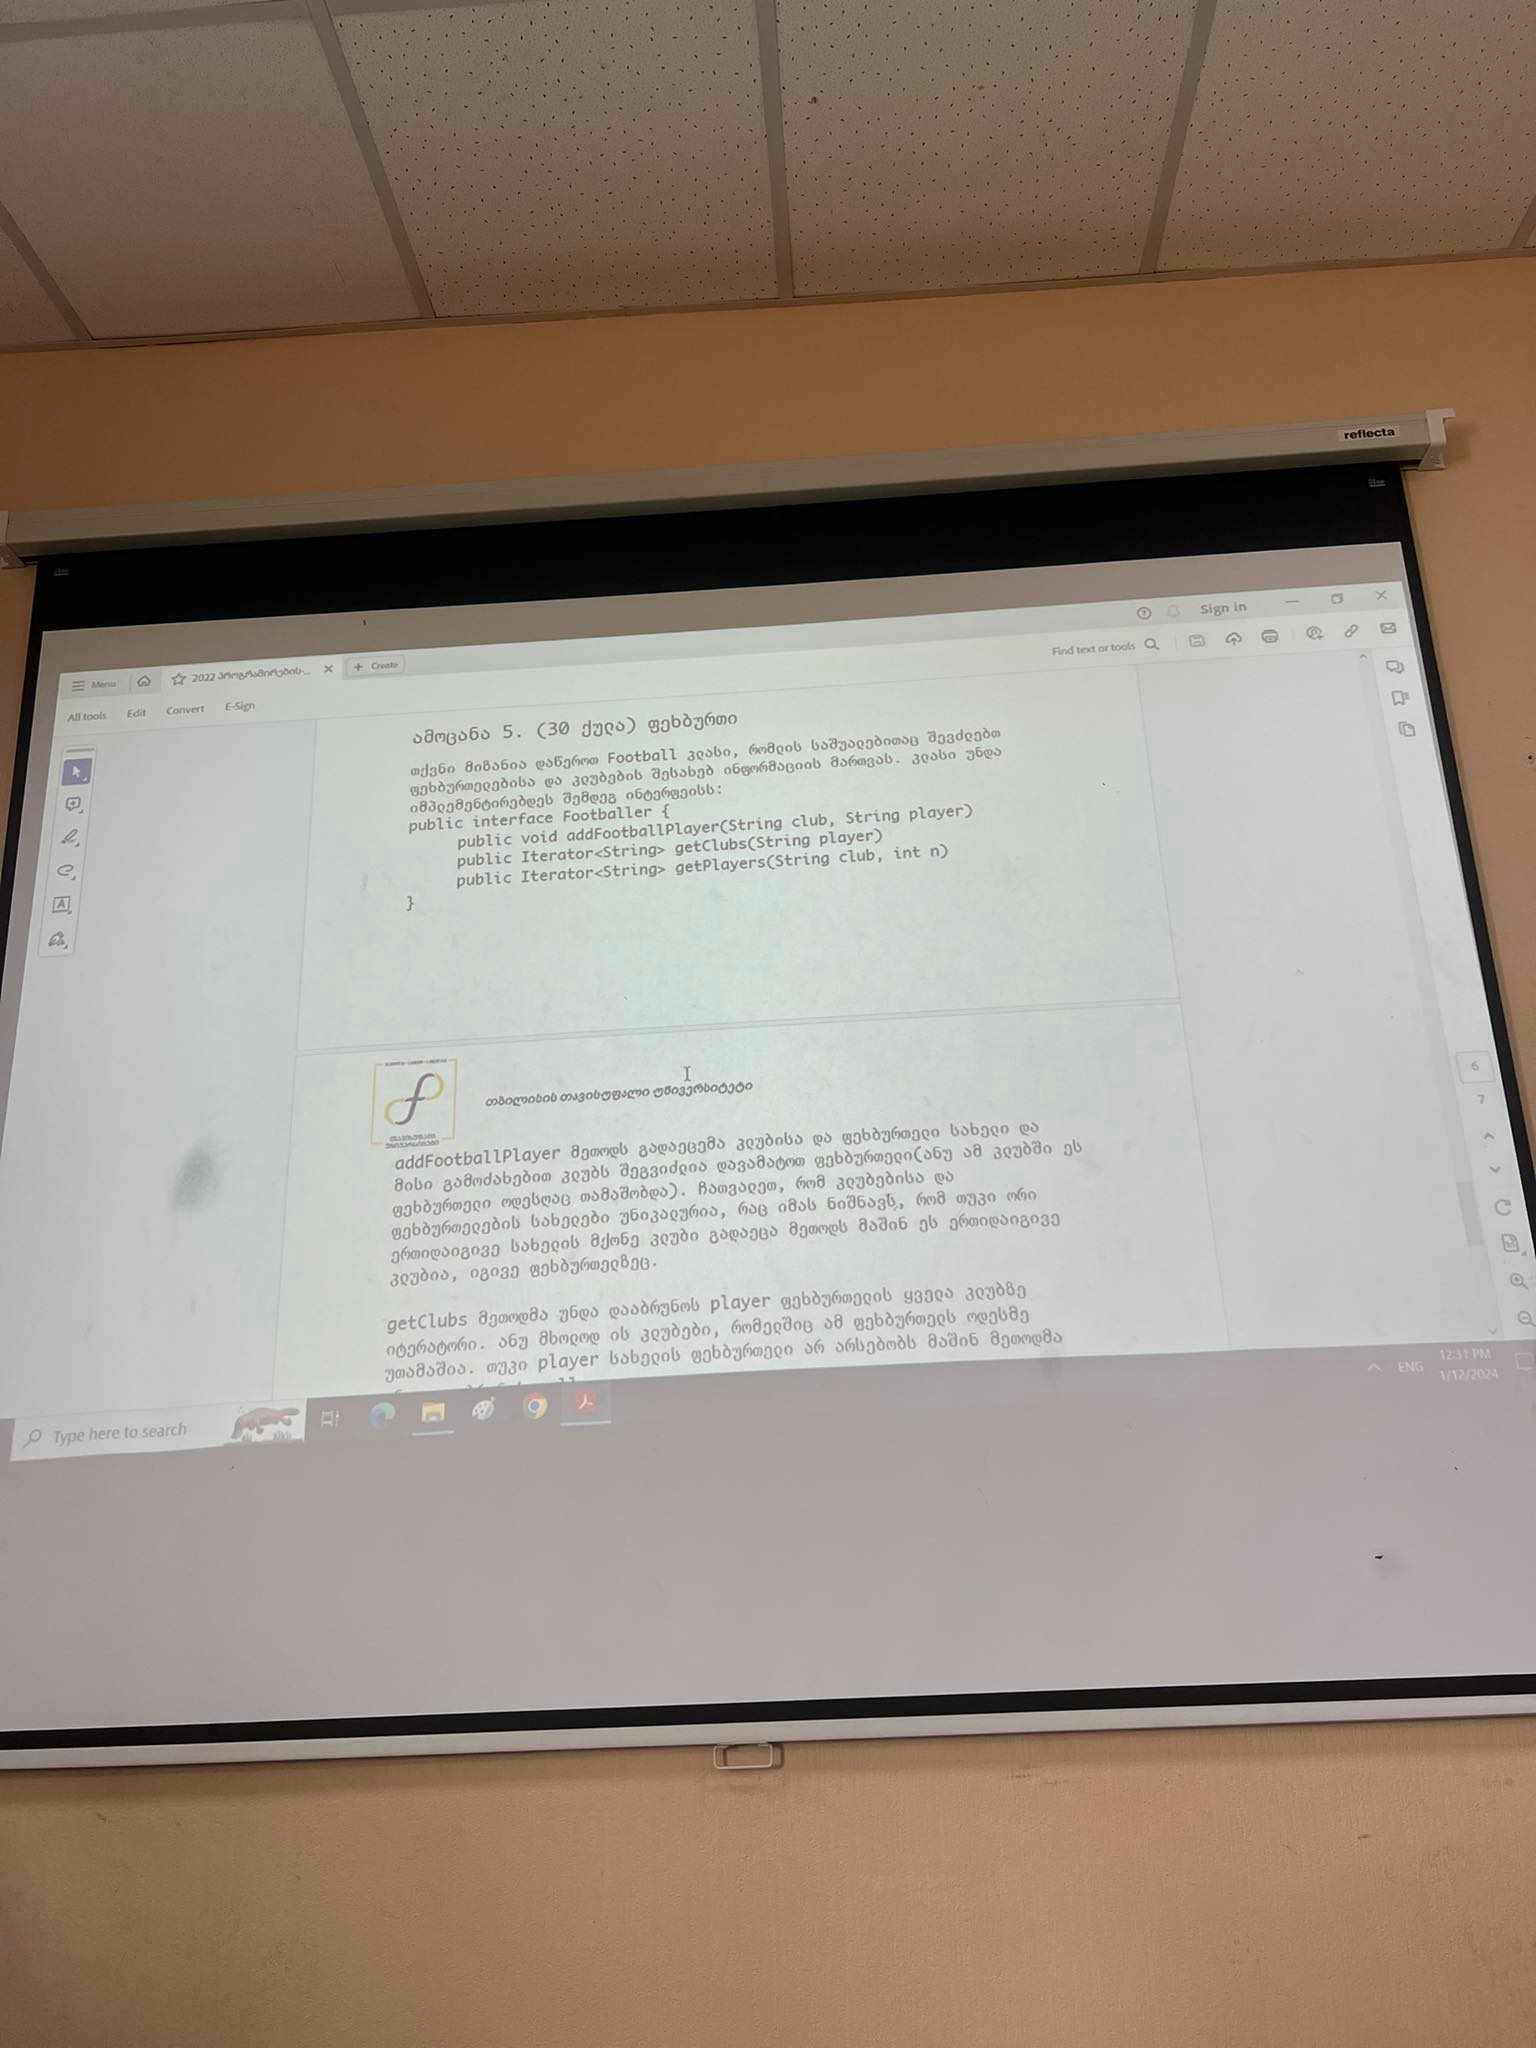 reflecta
Sign in
Menu
2022 პროგრამირების-...
Create
Find text or tools
All tools
Edit
Convert
E-Sign
ამოცანა 5. (30 ქულა) ფეხბურთი
თქვენი მიზანია დაწეროთ Football კლასი, რომლის საშუალებითაც შევძლებთ
ფეხბურთელებისა და კლუბების შესახებ ინფორმაციის მართვას. კლასი უნდა
იმპლემენტირებდეს შემდეგ ინტერფეისს:
public interface Footballer {
public void addFootballPlayer(String club, String player)
public Iterator<String> getClubs(String player)
public Iterator<String> getPlayers(String club, int n)
}
თბილისის თავისუფალი უნივერსიტეტი
addFootballPlayer მეთოდს გადაეცემა კლუბისა და ფეხბურთელი სახელი და
მისი გამოძახებით კლუბს შეგვიძლია დავამატოთ ფეხბურთელი(ანუ ამ კლუბში ეს
ფეხბურთელი ოდესღაც თამაშობდა). ჩათვალეთ, რომ კლუბებისა და
ფეხბურთელების სახელები უნიკალურია, რაც იმას ნიშნავს, რომ თუკი ორი
ერთიდაიგივე სახელის მქონე კლუბი გადაეცა მეთოდს მაშინ ეს ერთიდაიგივე
კლუბია, იგივე ფეხბურთელზეც.
getClubs მეთოდმა უნდა დააბრუნოს player ფეხბურთელის ყველა კლუბზე
იტერატორი. ანუ მხოლოდ ის კლუბები, რომელშიც ამ ფეხბურთელს ოდესმე
უთამაშია. თუკი player სახელის ფეხბურთელი არ არსებობს მაშინ მეთოდმა
6
7
Type here to search
ENG
12:31 PM
1/12/2024